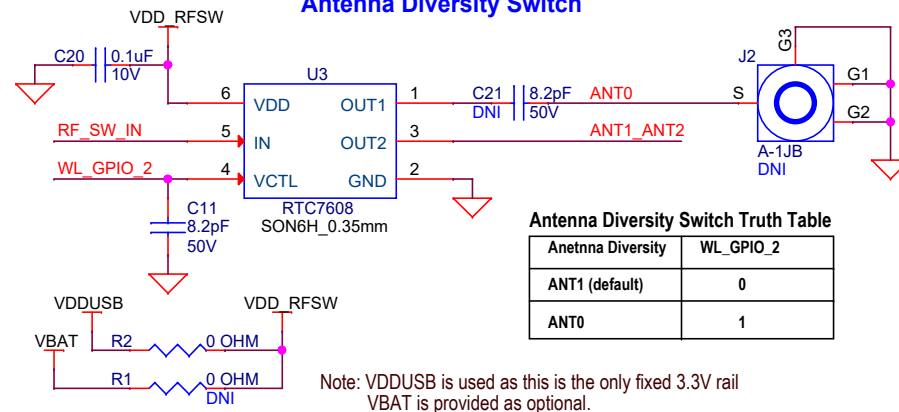 Antenna Diversity Switch
VDD_RFSW
C20 0.1uF
10V
U3
6 VDD OUT1 1
C21 8.2pF ANT0
DNI 50V
J2
G3
S
G1
G2
A-1JB
DNI
RF_SW_IN 5 IN OUT2 3 ANT1_ANT2
WL_GPIO_2 4 VCTL GND 2
RTC7608
SON6H_0.35mm
C11
8.2pF
50V
Antenna Diversity Switch Truth Table
Anetnna Diversity WL_GPIO_2
ANT1 (default) 0
ANT0 1
VDDUSB VDD_RFSW
VBAT
R2 0 OHM
R1 0 OHM
DNI
Note: VDDUSB is used as this is the only fixed 3.3V rail
VBAT is provided as optional.